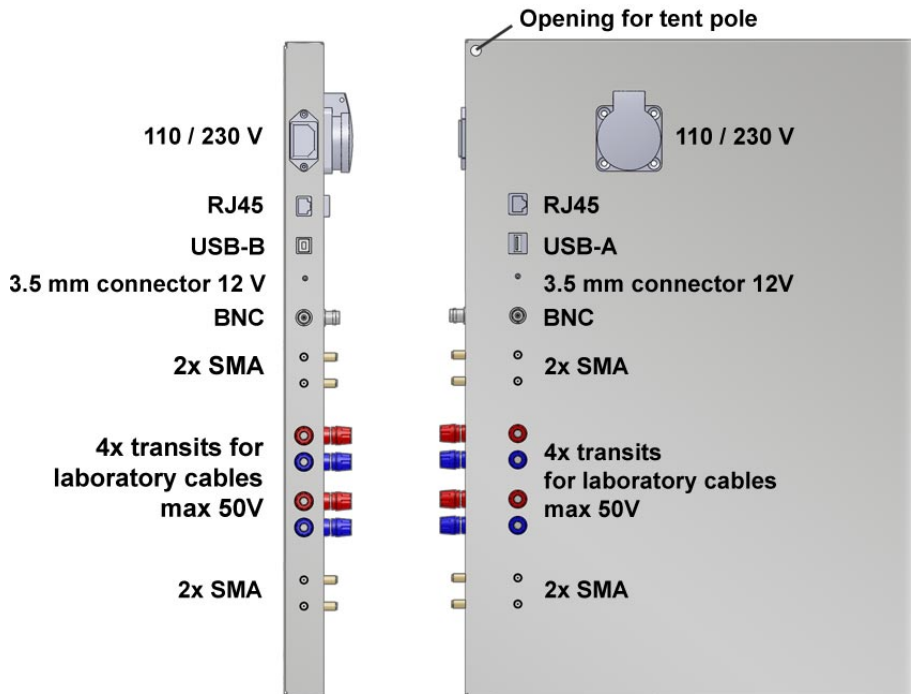 Opening for tent pole
110 / 230 V
RJ45
USB-B
3.5 mm connector 12 V
BNC
2x SMA
4x transits for
laboratory cables
max 50V
2x SMA
110 / 230 V
RJ45
USB-A
3.5 mm connector 12V
BNC
2x SMA
4x transits
for laboratory cables
max 50V
2x SMA